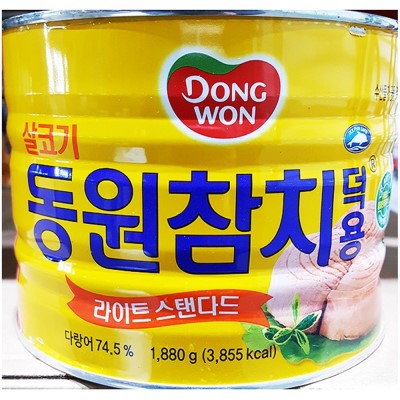 DONG
WON
살코기
동원참치
덕용
라이트 스탠다드
다랑어 74.5%
1,880 g (3,855 kcal)